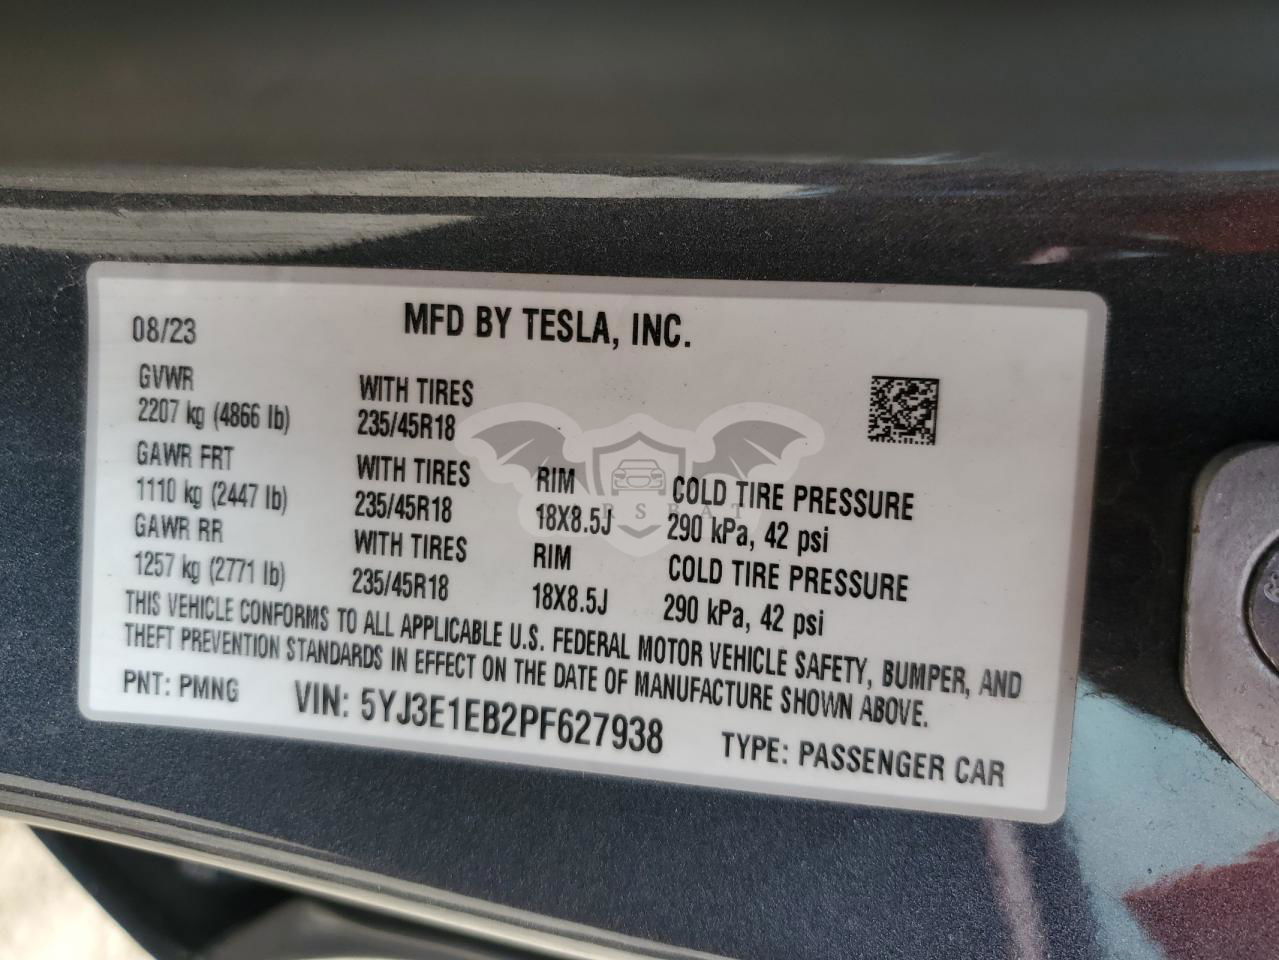 MFD BY TESLA, INC.
08/23
GVWR
2207 kg (4866 lb)
WITH TIRES
235/45R18
GAWR FRT
1110 kg (2447 lb)
WITH TIRES
235/45R18
RIM
18X8.5J
COLD TIRE PRESSURE
290 kPa, 42 psi
GAWR RR
1257 kg (2771 lb)
WITH TIRES
235/45R18
RIM
18X8.5J
COLD TIRE PRESSURE
290 kPa, 42 psi
THIS VEHICLE CONFORMS TO ALL APPLICABLE U.S. FEDERAL MOTOR VEHICLE SAFETY, BUMPER, AND
THEFT PREVENTION STANDARDS IN EFFECT ON THE DATE OF MANUFACTURE SHOWN ABOVE.
PNT: PMNG
VIN: 5YJ3E1EB2PF627938
TYPE: PASSENGER CAR